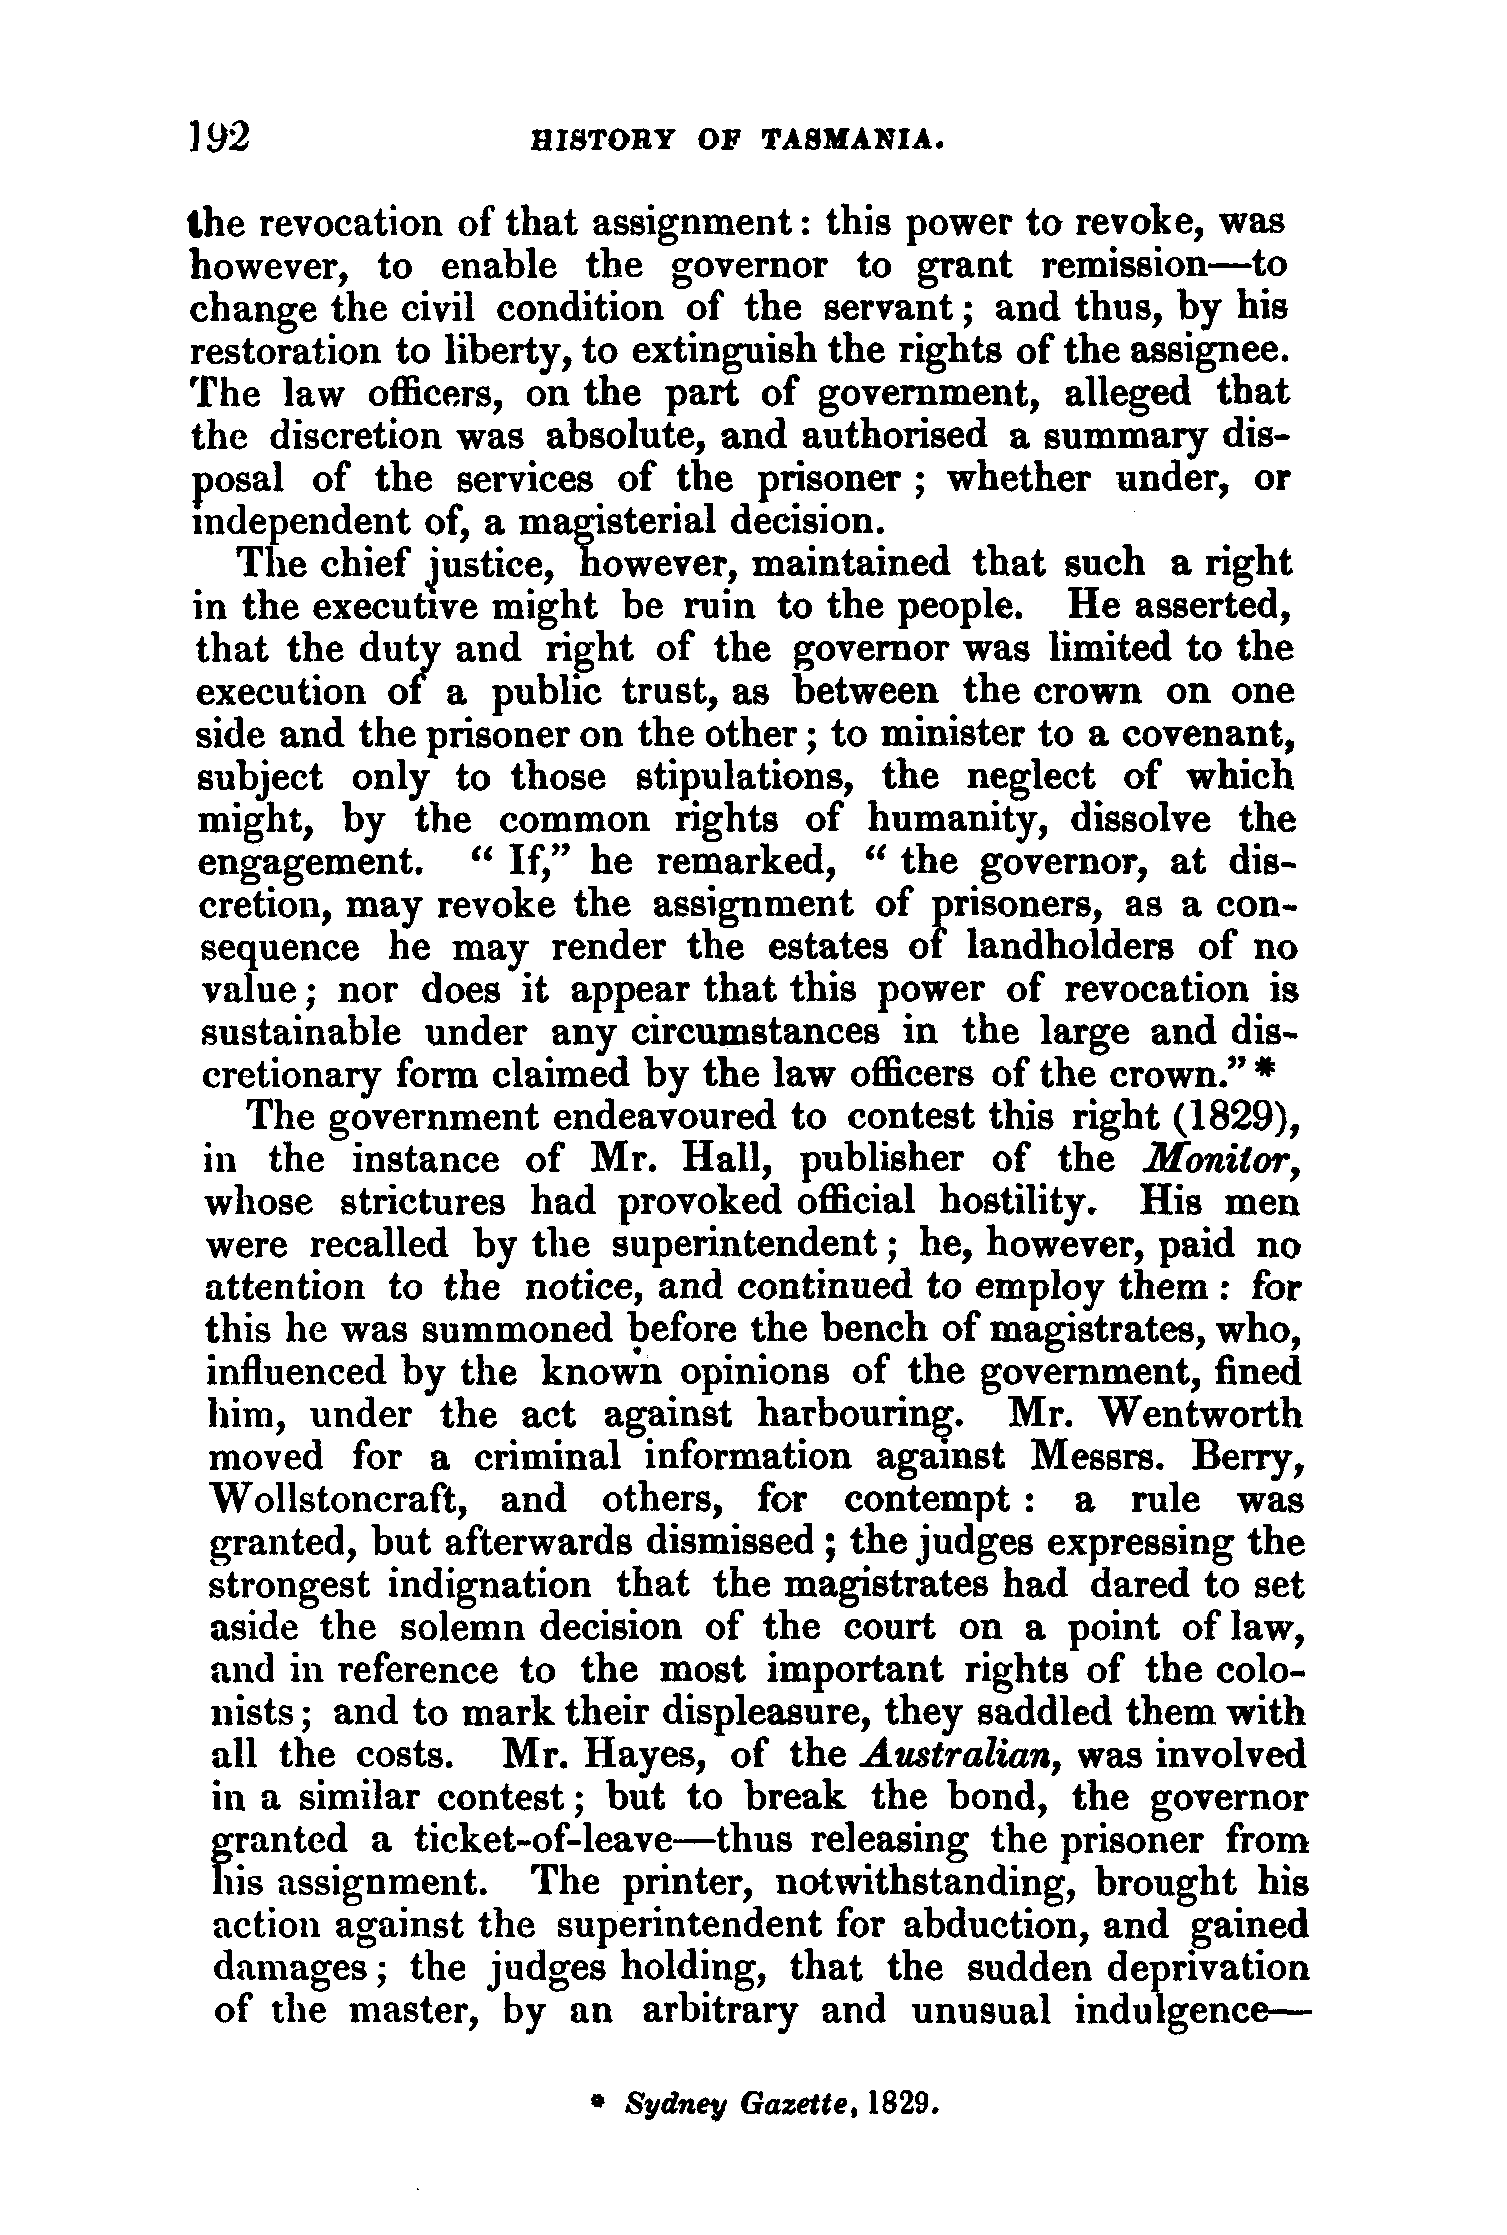 192 HISTORY OF TASMANIA.
the revocation of that assignment: this power to revoke, was
however, to enable the governor to grant remission—to
change the civil condition of the servant; and thus, by his
restoration to liberty, to extinguish the rights of the assignee.
The law officers, on the part of government, alleged that
the discretion was absolute, and authorised a summary dis-
posal of the services of the prisoner; whether under, or
independent of, a magisterial decision.
The chief justice, however, maintained that such a right
in the executive might be ruin to the people. He asserted,
that the duty and right of the governor was limited to the
execution of a public trust, as between the crown on one
side and the prisoner on the other; to minister to a covenant,
subject only to those stipulations, the neglect of which
might, by the common rights of humanity, dissolve the
engagement. "If," he remarked, "the governor, at dis-
cretion, may revoke the assignment of prisoners, as a con-
sequence he may render the estates of landholders of no
value; nor does it appear that this power of revocation is
sustainable under any circumstances in the large and dis-
cretionary form claimed by the law officers of the crown."*
The government endeavoured to contest this right (1829),
in the instance of Mr. Hall, publisher of the Monitor,
whose strictures had provoked official hostility. His men
were recalled by the superintendent; he, however, paid no
attention to the notice, and continued to employ them: for
this he was summoned before the bench of magistrates, who,
influenced by the known opinions of the government, fined
him, under the act against harbouring. Mr. Wentworth
moved for a criminal information against Messrs. Berry,
Wollstoncraft, and others, for contempt: a rule was
granted, but afterwards dismissed; the judges expressing the
strongest indignation that the magistrates had dared to set
aside the solemn decision of the court on a point of law,
and in reference to the most important rights of the colo-
nists; and to mark their displeasure, they saddled them with
all the costs. Mr. Hayes, of the Australian, was involved
in a similar contest; but to break the bond, the governor
granted a ticket-of-leave—thus releasing the prisoner from
his assignment. The printer, notwithstanding, brought his
action against the superintendent for abduction, and gained
damages; the judges holding, that the sudden deprivation
of the master, by an arbitrary and unusual indulgence—
* Sydney Gazette, 1829.